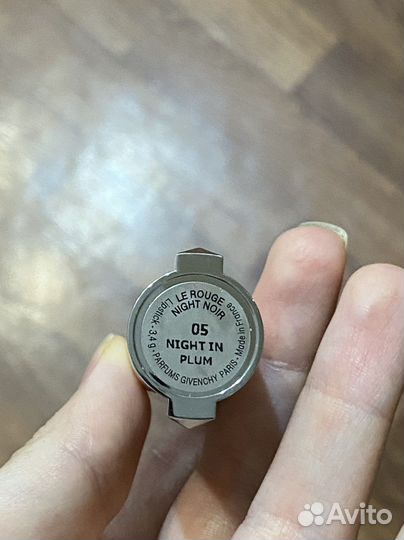 LE ROUGE
NIGHT NOIR
05
NIGHT IN
PLUM
Lipstick • 3,4 g • PARFUMS GIVENCHY PARIS • Made in France
Avito